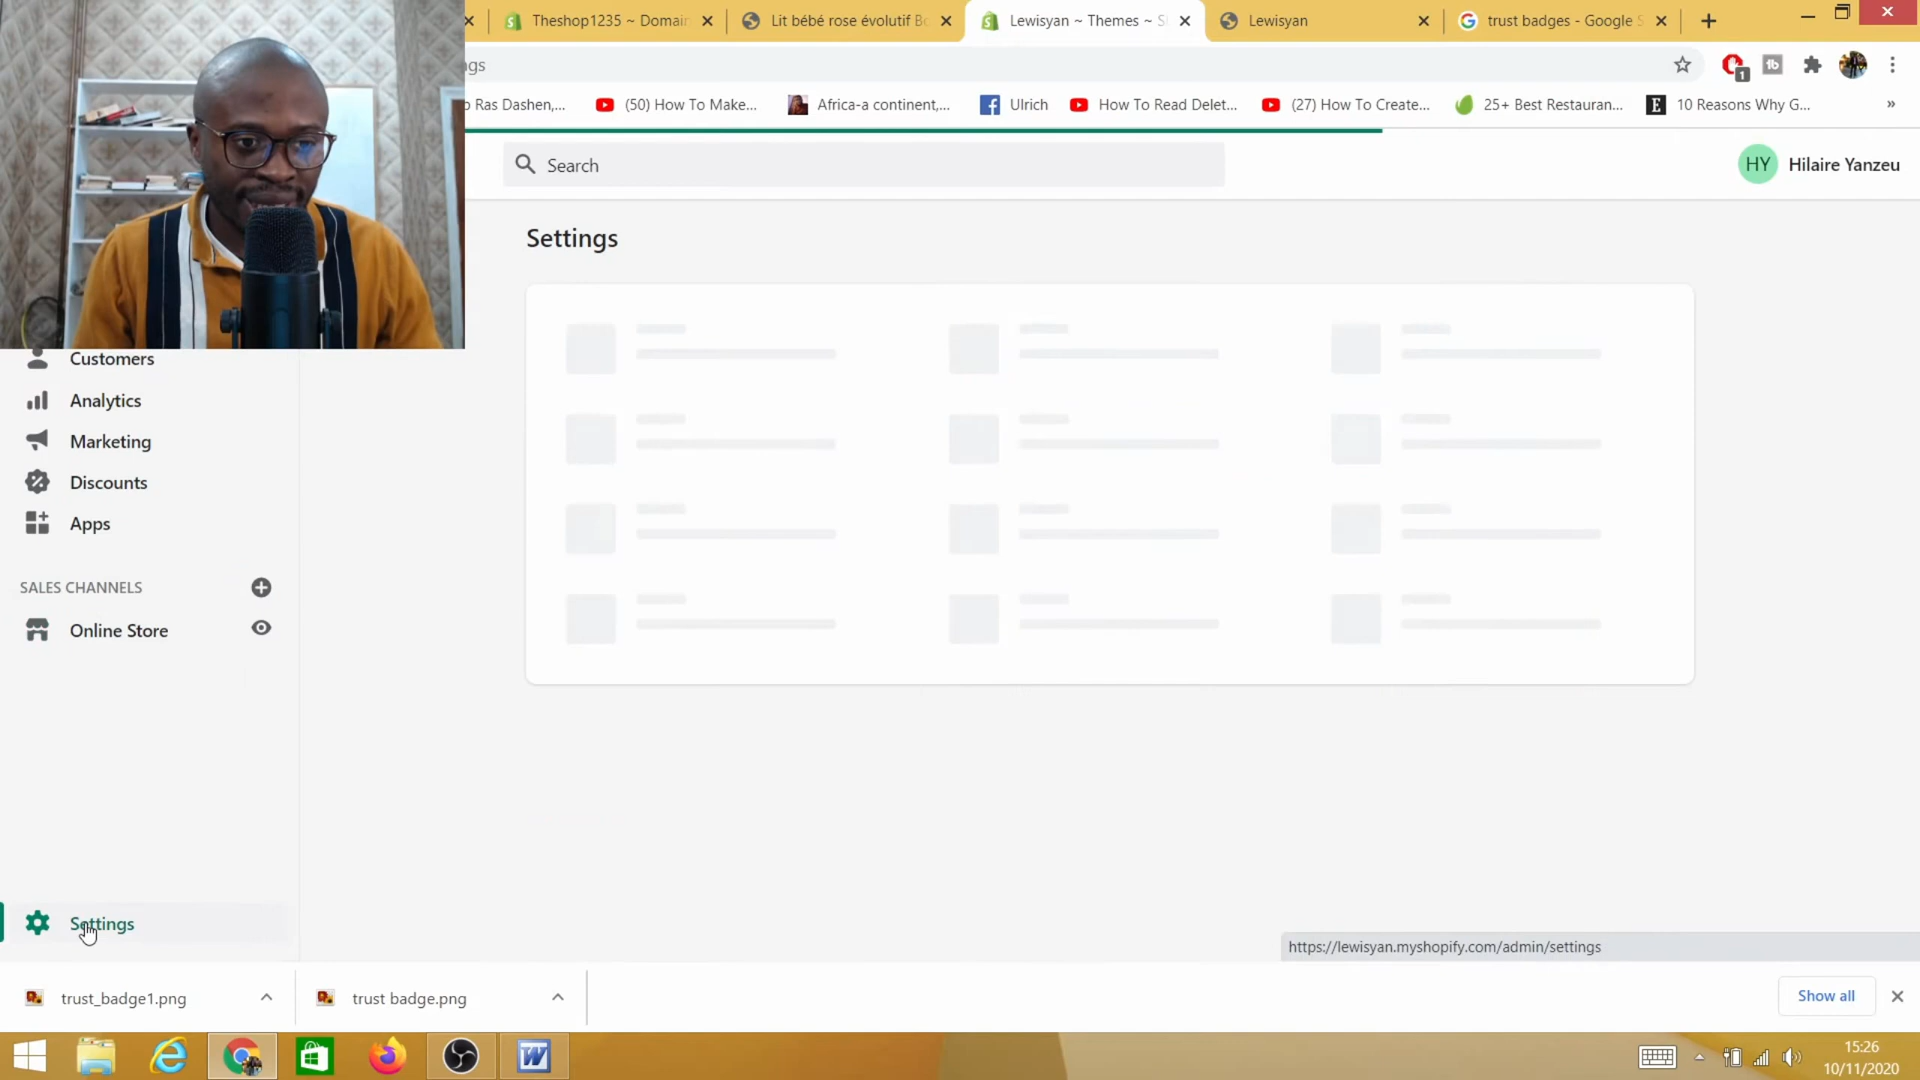 Theshop1235 ~ Domain
Lit bébé rose évolutif B
Lewisyan ~ Themes ~ S
Lewisyan
trust badges - Google S
gs
1
Ras Dashen,...
(50) How To Make...
Africa-a continent,...
Ulrich
How To Read Delet...
(27) How To Create...
25+ Best Restauran...
E
10 Reasons Why G...
»
Search
HY
Hilaire Yanzeu
Settings
Customers
Analytics
Marketing
Discounts
Apps
SALES CHANNELS
Online Store
Settings
https://lewisyan.myshopify.com/admin/settings
trust_badge1.png
trust badge.png
Show all
15:26
10/11/2020